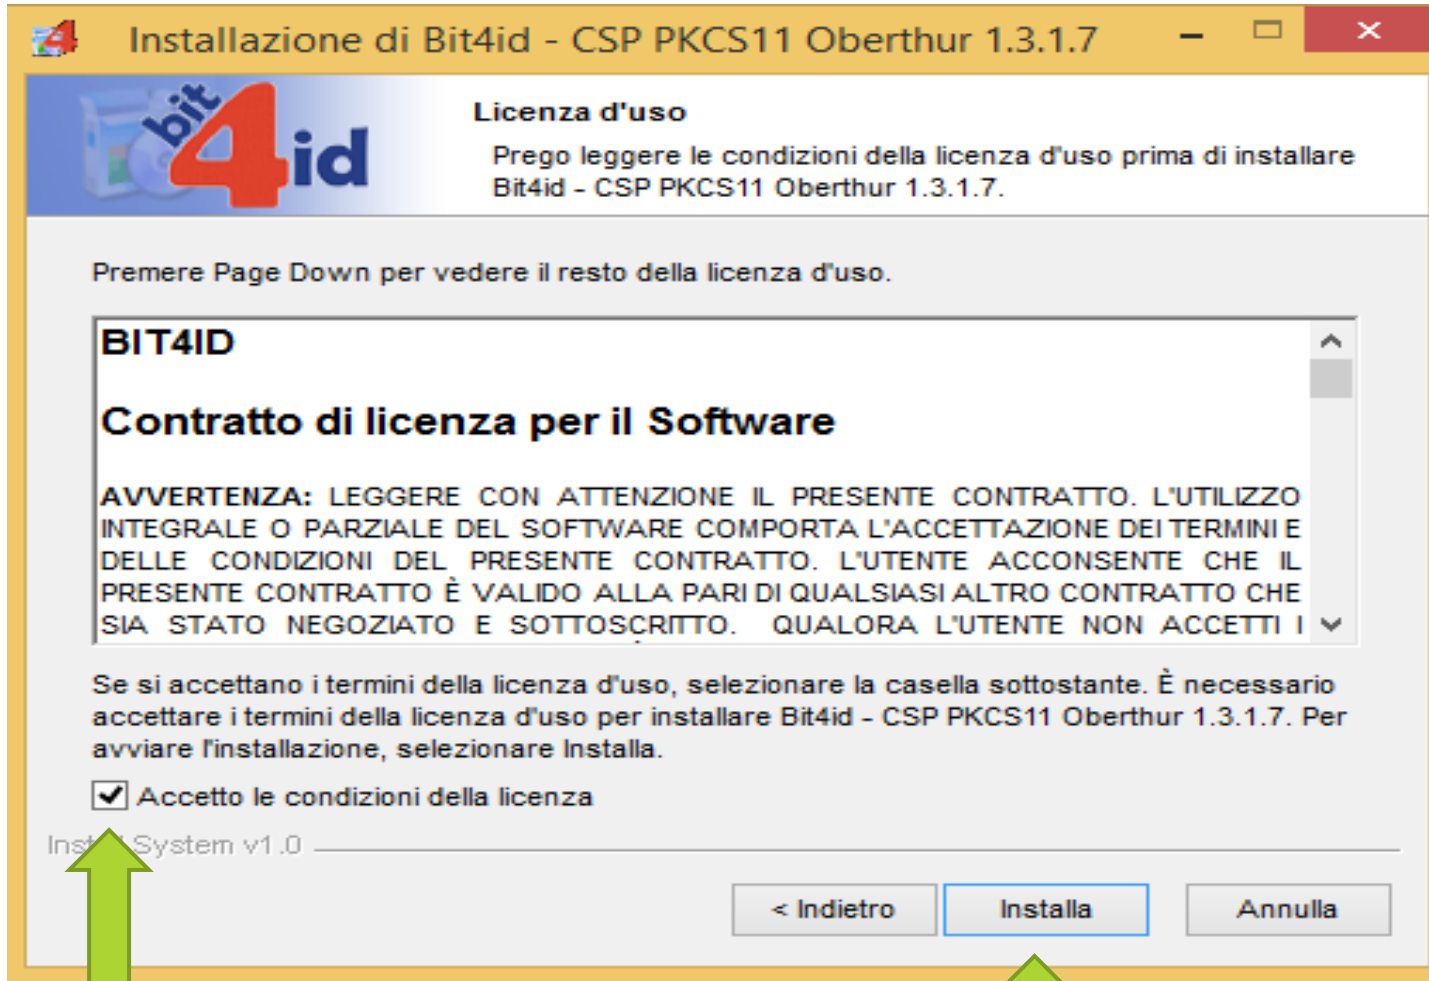 Installazione di Bit4id - CSP PKCS11 Oberthur 1.3.1.7
bit
4id
Licenza d'uso
Prego leggere le condizioni della licenza d'uso prima di installare
Bit4id - CSP PKCS11 Oberthur 1.3.1.7.
Premere Page Down per vedere il resto della licenza d'uso.
BIT4ID
Contratto di licenza per il Software
AVVERTENZA: LEGGERE CON ATTENZIONE IL PRESENTE CONTRATTO. L'UTILIZZO
INTEGRALE O PARZIALE DEL SOFTWARE COMPORTA L'ACCETTAZIONE DEI TERMINI E
DELLE CONDIZIONI DEL PRESENTE CONTRATTO. L'UTENTE ACCONSENTE CHE IL
PRESENTE CONTRATTO È VALIDO ALLA PARI DI QUALSIASI ALTRO CONTRATTO CHE
SIA STATO NEGOZIATO E SOTTOSCRITTO. QUALORA L'UTENTE NON ACCETTI I
Se si accettano i termini della licenza d'uso, selezionare la casella sottostante. È necessario
accettare i termini della licenza d'uso per installare Bit4id - CSP PKCS11 Oberthur 1.3.1.7. Per
avviare l'installazione, selezionare Installa.
Accetto le condizioni della licenza
System v1.0
< Indietro
Installa
Annulla